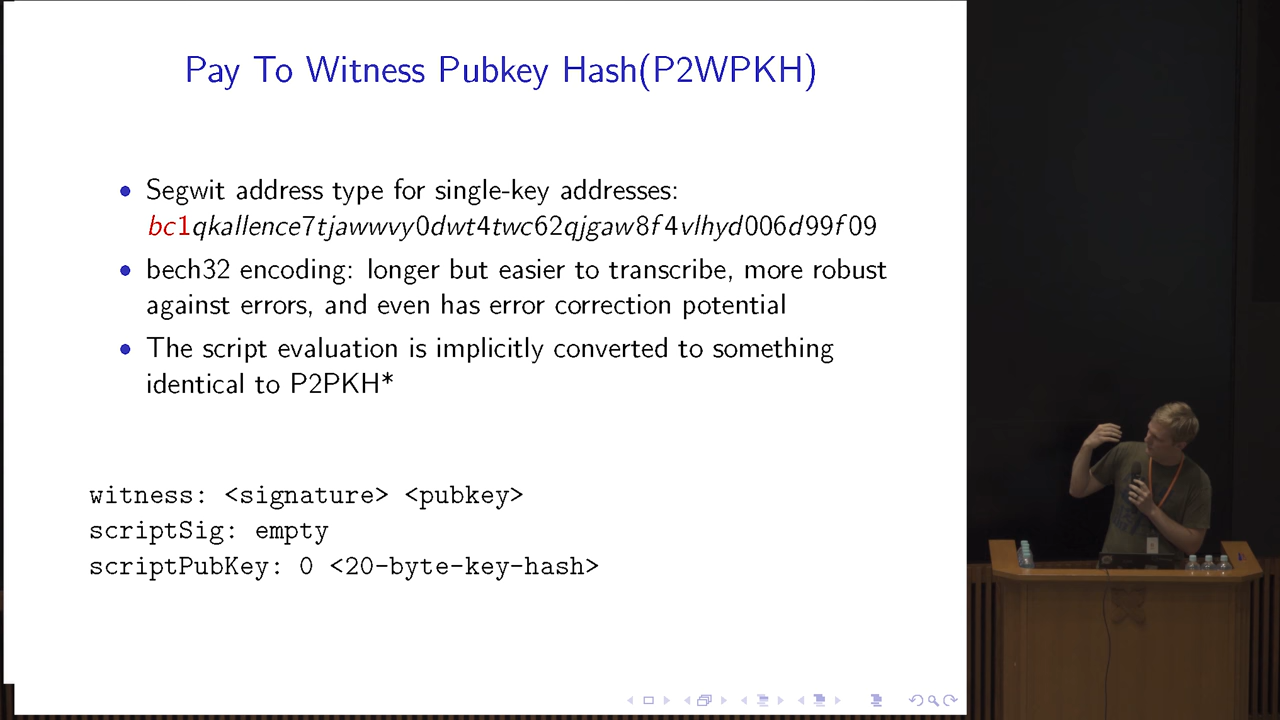 Pay To Witness Pubkey Hash(P2WPKH)
Segwit address type for single-key addresses:
bc1qkallence7tjawwvy0dwt4twc62qjgaw8f4vlhyd006d99f09
bech32 encoding: longer but easier to transcribe, more robust
against errors, and even has error correction potential
The script evaluation is implicitly converted to something
identical to P2PKH*
witness: <signature> <pubkey>
scriptSig: empty
scriptPubKey: 0 <20-byte-key-hash>